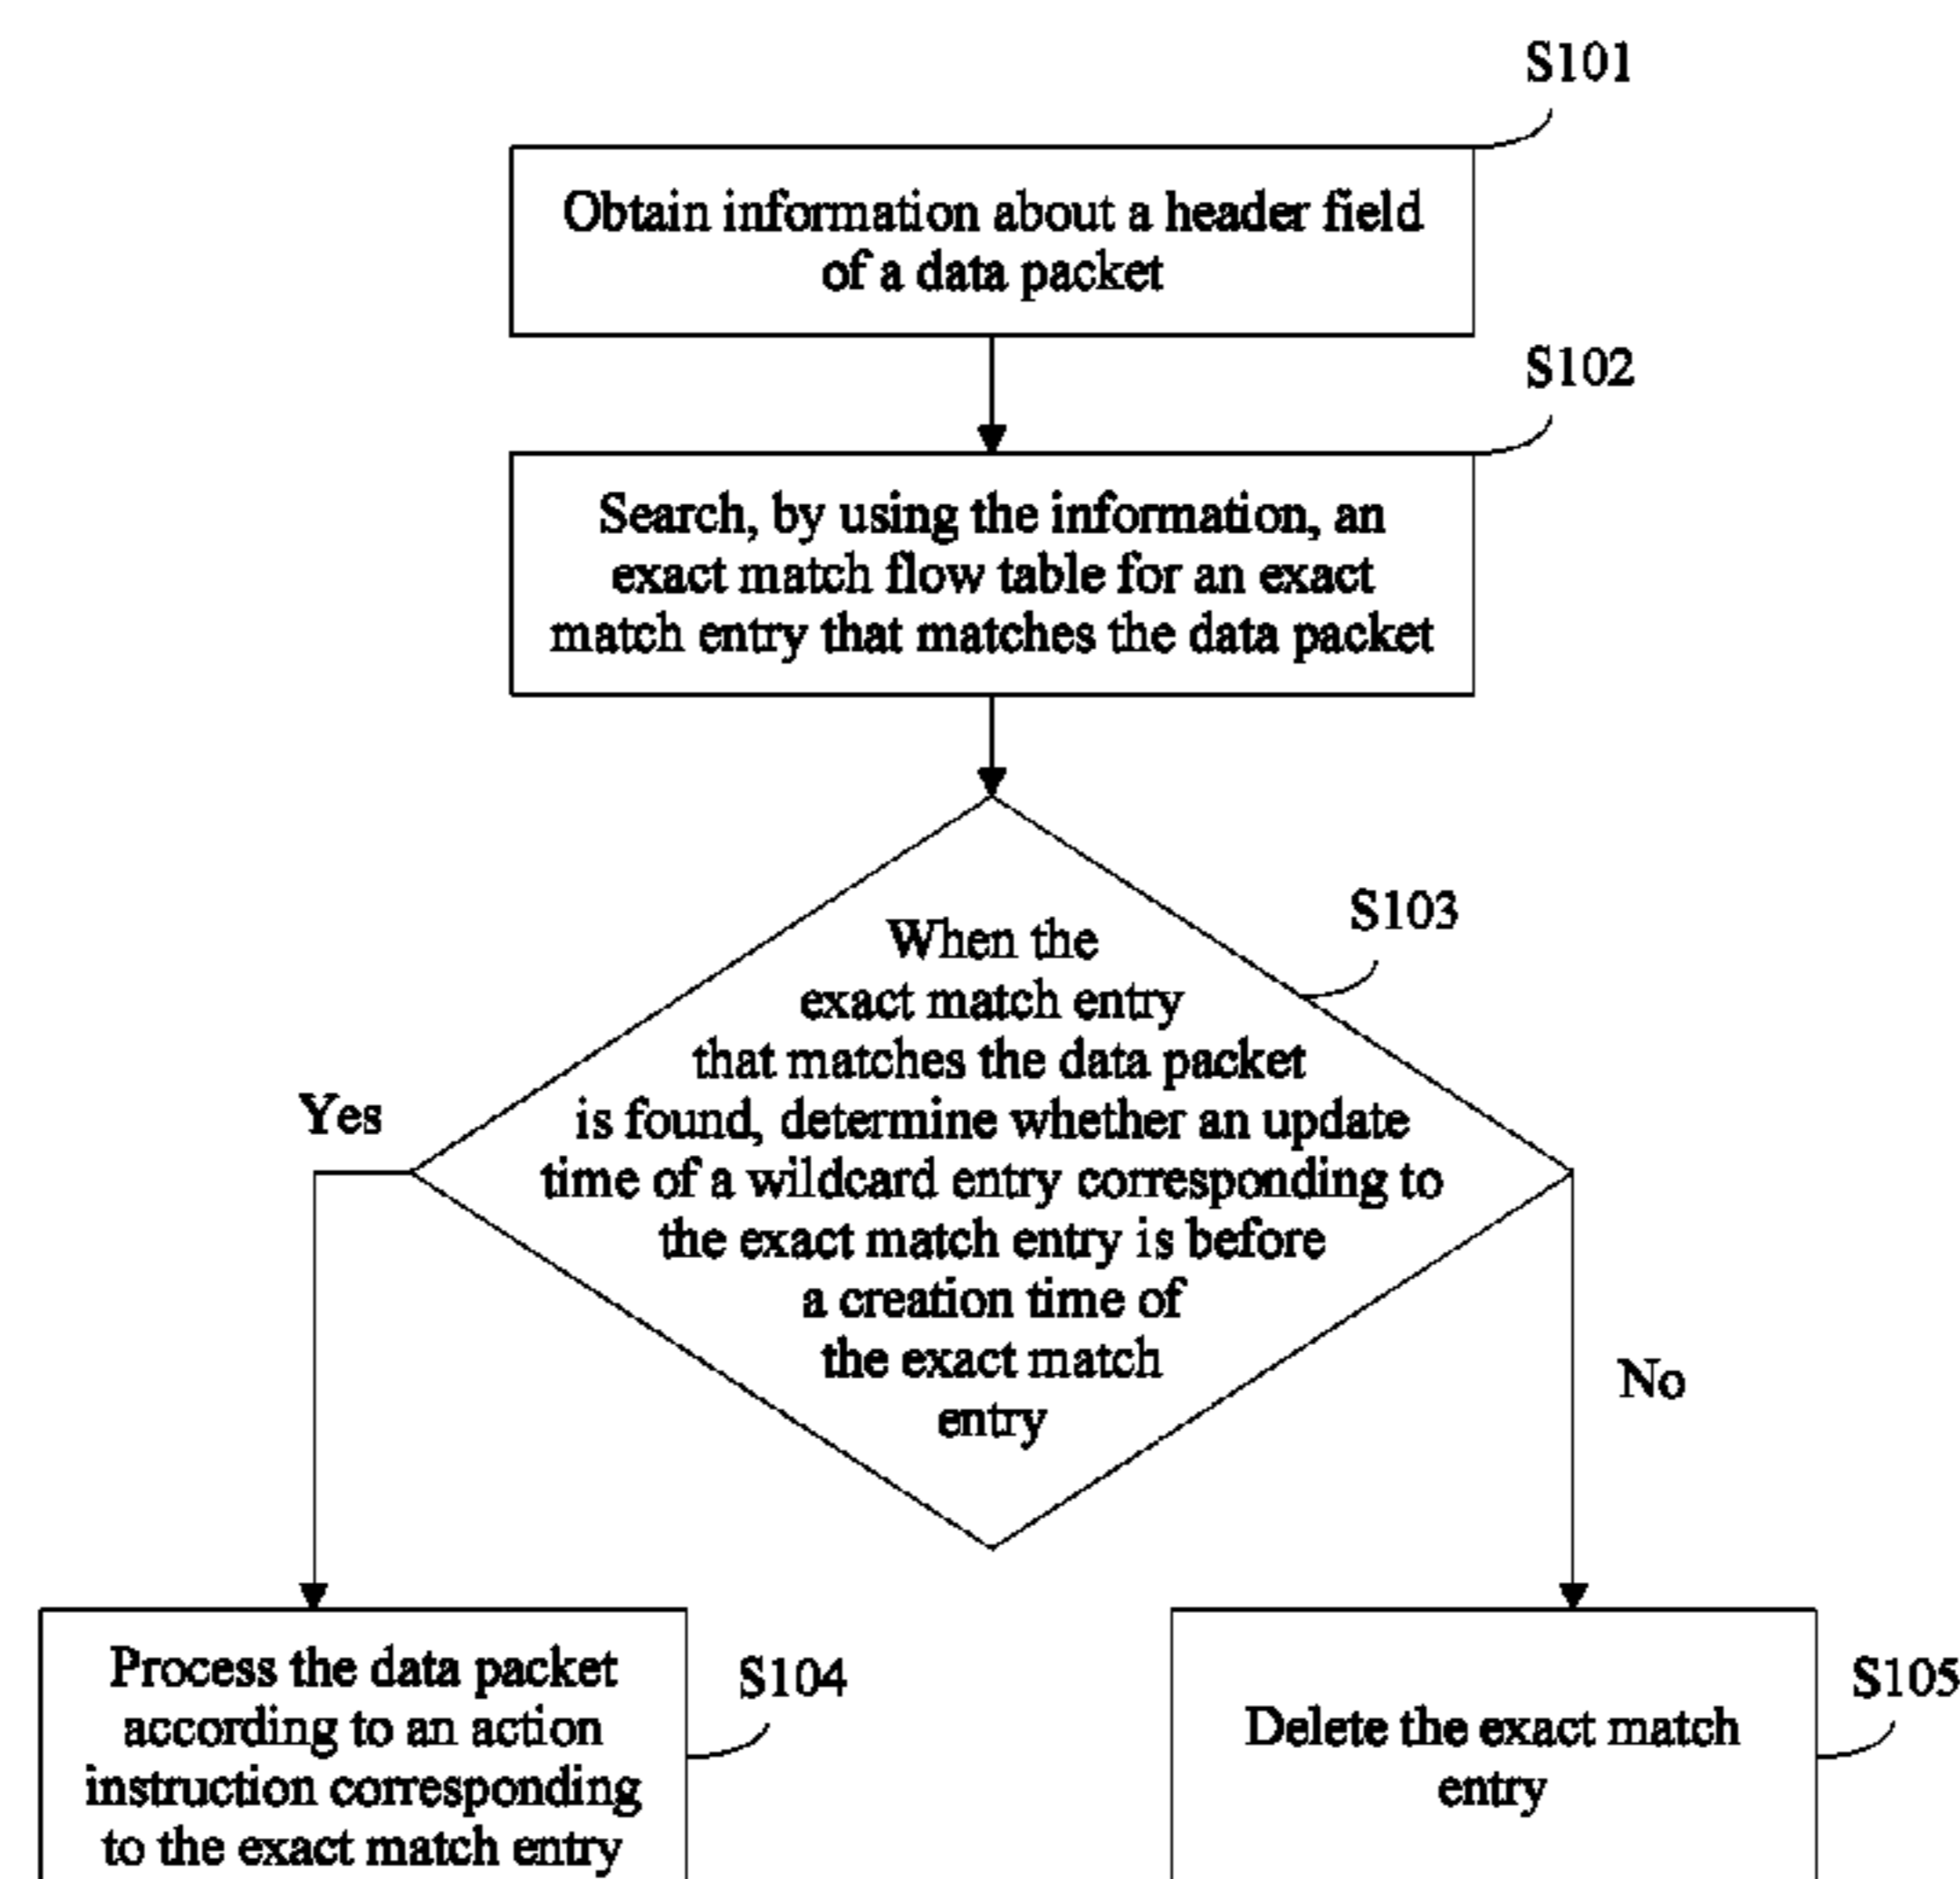 S101
Obtain information about a header field
of a data packet
S102
Search, by using the information, an
exact match flow table for an exact
match entry that matches the data packet
S103
When the
exact match entry
that matches the data packet
is found, determine whether an update
time of a wildcard entry corresponding to
the exact match entry is before
a creation time of
the exact match
entry
Yes
No
Process the data packet
according to an action
instruction corresponding
to the exact match entry
S104
Delete the exact match
entry
S105